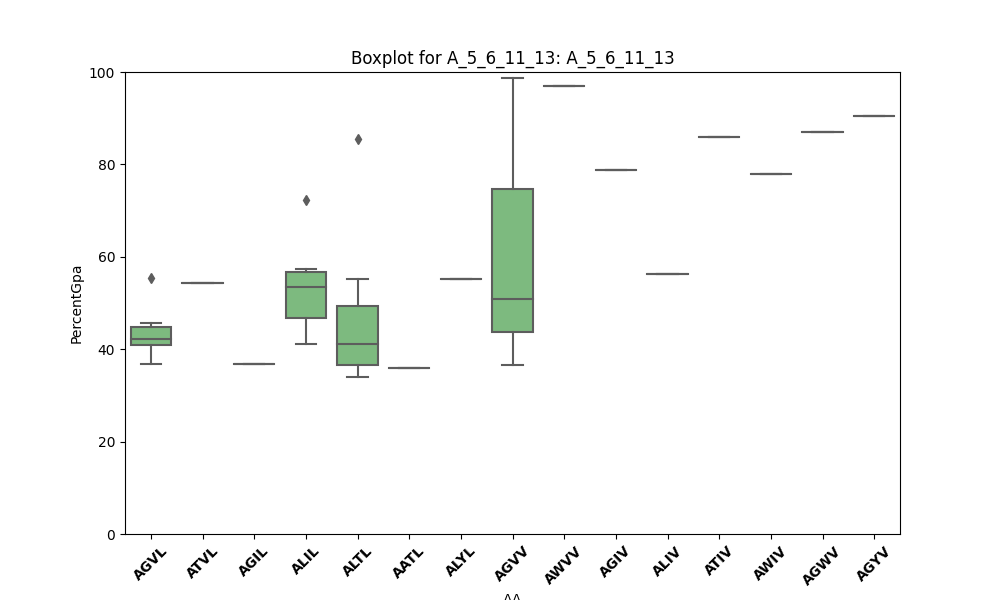 Boxplot for A_5_6_11_13: A_5_6_11_13
100
80
60
40
20
0
PercentGpa
AGVL ATVL AGIL ALIL ALTL AATL ALYL AGVV AWVV AGIV ALIV ATIV AWIV AGWV AGYV
AA